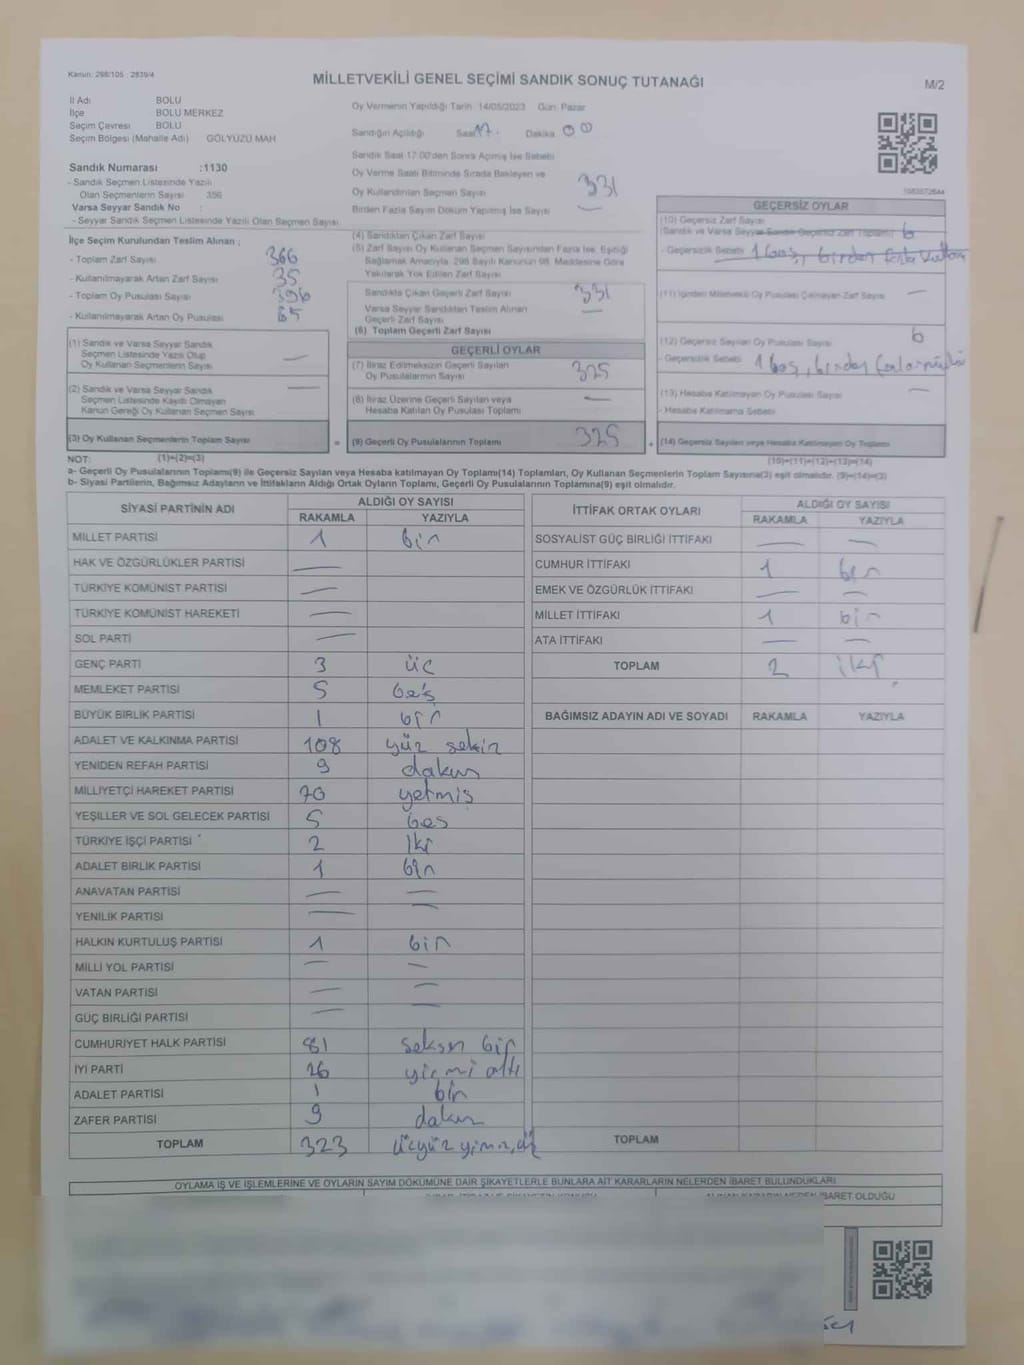 Kanun: 298/105 ; 2839/4
MİLLETVEKİLİ GENEL SEÇİMİ SANDIK SONUÇ TUTANAĞI
M/2
İl Adı BOLU
İlçe BOLU MERKEZ
Seçim Çevresi BOLU
Seçim Bölgesi (Mahalle Adı) GÖLYÜZÜ MAH
Sandık Numarası :1130
- Sandık Seçmen Listesinde Yazılı
Olan Seçmenlerin Sayısı 356
Varsa Seyyar Sandık No :
- Seyyar Sandık Seçmen Listesinde Yazılı Olan Seçmen Sayısı
İlçe Seçim Kurulundan Teslim Alınan ;
- Toplam Zarf Sayısı 366
- Kullanılmayarak Artan Zarf Sayısı 35
- Toplam Oy Pusulası Sayısı 396
- Kullanılmayarak Artan Oy Pusulası 65
(1) Sandık ve Varsa Seyyar Sandık
Seçmen Listesinde Yazılı Olup
Oy Kullanan Seçmenlerin Sayısı —
(2) Sandık ve Varsa Seyyar Sandık
Seçmen Listesinde Kayıtlı Olmayan
Kanun Gereği Oy Kullanan Seçmen Sayısı —
(3) Oy Kullanan Seçmenlerin Toplam Sayısı
Oy Vermenin Yapıldığı Tarih 14/05/2023 Gün: Pazar
Sandığın Açıldığı Saat 17. Dakika 00
Sandık Saat 17:00'den Sonra Açılmış İse Sebebi
Oy Verme Saati Bitiminde Sırada Bekleyen ve
Oy Kullandırılan Seçmen Sayısı 331
Birden Fazla Sayım Döküm Yapılmış İse Sayısı —
(4) Sandıktan Çıkan Zarf Sayısı
(5) Zarf Sayısı Oy Kullanan Seçmen Sayısından Fazla İse, Eşitliği
Sağlamak Amacıyla, 298 Sayılı Kanunun 98. Maddesine Göre
Yakılarak Yok Edilen Zarf Sayısı
Sandıkta Çıkan Geçerli Zarf Sayısı 331
Varsa Seyyar Sandıktan Teslim Alınan
Geçerli Zarf Sayısı —
(6) Toplam Geçerli Zarf Sayısı
GEÇERLİ OYLAR
(7) İtiraz Edilmeksizin Geçerli Sayılan
Oy Pusulalarının Sayısı 325
(8) İtiraz Üzerine Geçerli Sayılan veya
Hesaba Katılan Oy Pusulası Toplamı —
= (9) Geçerli Oy Pusulalarının Toplamı 325
1083572644
GEÇERSİZ OYLAR
(10) Geçersiz Zarf Sayısı
(Sandık ve Varsa Seyyar Sandık Geçersiz Zarf Toplamı) 6
- Geçersizlik Sebebi 1 boş, birden fazla
(11) İçinden Milletvekili Oy Pusulası Çıkmayan Zarf Sayısı —
(12) Geçersiz Sayılan Oy Pusulası Sayısı 6
- Geçersizlik Sebebi 1 boş, birden fazla
(13) Hesaba Katılmayan Oy Pusulası Sayısı —
- Hesaba Katılmama Sebebi
+ (14) Geçersiz Sayılan veya Hesaba Katılmayan Oy Toplamı
NOT: (1)+(2)=(3)
(10)+(11)+(12)+(13)=(14)
a- Geçerli Oy Pusulalarının Toplamı(9) ile Geçersiz Sayılan veya Hesaba katılmayan Oy Toplamı(14) Toplamları, Oy Kullanan Seçmenlerin Toplam Sayısına(3) eşit olmalıdır. (9)+(14)=(3)
b- Siyasi Partilerin, Bağımsız Adayların ve İttifakların Aldığı Ortak Oyların Toplamı, Geçerli Oy Pusulalarının Toplamına(9) eşit olmalıdır.
SİYASİ PARTİNİN ADI
ALDIĞI OY SAYISI
RAKAMLA YAZIYLA
MİLLET PARTİSİ 1 bir
HAK VE ÖZGÜRLÜKLER PARTİSİ —
TÜRKİYE KOMÜNİST PARTİSİ —
TÜRKİYE KOMÜNİST HAREKETİ —
SOL PARTİ —
GENÇ PARTİ 3 üç
MEMLEKET PARTİSİ 5 beş
BÜYÜK BİRLİK PARTİSİ 1 bir
ADALET VE KALKINMA PARTİSİ 108 yüz sekiz
YENİDEN REFAH PARTİSİ 9 dokuz
MİLLİYETÇİ HAREKET PARTİSİ 70 yetmiş
YEŞİLLER VE SOL GELECEK PARTİSİ 5 beş
TÜRKİYE İŞÇİ PARTİSİ 2 iki
ADALET BİRLİK PARTİSİ 1 bir
ANAVATAN PARTİSİ — —
YENİLİK PARTİSİ — —
HALKIN KURTULUŞ PARTİSİ 1 bir
MİLLİ YOL PARTİSİ — —
VATAN PARTİSİ — —
GÜÇ BİRLİĞİ PARTİSİ — —
CUMHURİYET HALK PARTİSİ 81 seksen bir
İYİ PARTİ 26 yirmi altı
ADALET PARTİSİ 1 bir
ZAFER PARTİSİ 9 dokuz
TOPLAM 323 üçyüz yirmi üç
İTTİFAK ORTAK OYLARI
ALDIĞI OY SAYISI
RAKAMLA YAZIYLA
SOSYALİST GÜÇ BİRLİĞİ İTTİFAKI — —
CUMHUR İTTİFAKI 1 bir
EMEK VE ÖZGÜRLÜK İTTİFAKI — —
MİLLET İTTİFAKI 1 bir
ATA İTTİFAKI — —
TOPLAM 2 iki
BAĞIMSIZ ADAYIN ADI VE SOYADI RAKAMLA YAZIYLA
TOPLAM
OYLAMA İŞ VE İŞLEMLERİNE VE OYLARIN SAYIM DÖKÜMÜNE DAİR ŞİKAYETLERLE BUNLARA AİT KARARLARIN NELERDEN İBARET BULUNDUKLARI
İBARET OLDUĞU